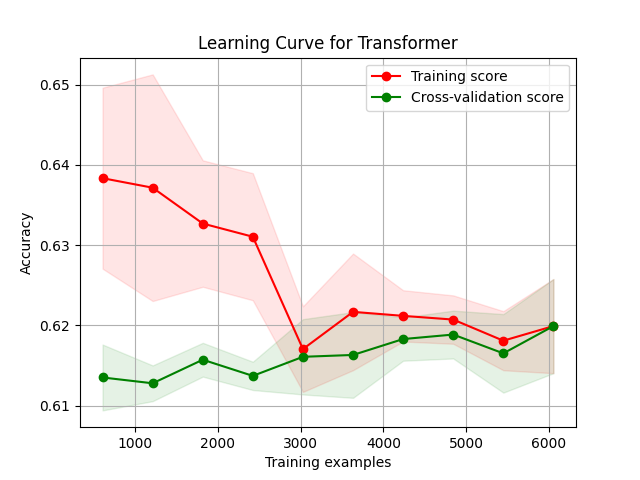 Learning Curve for Transformer
Training score
Cross-validation score
0.65
0.64
0.63
0.62
0.61
Accuracy
1000 2000 3000 4000 5000 6000
Training examples